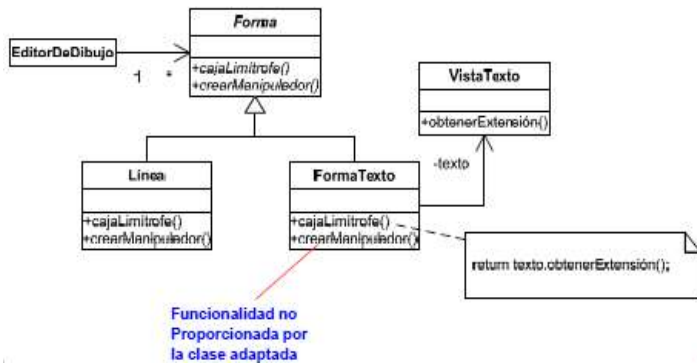 Forma
EditorDeDibujo
1
*
+cajaLimítrofe()
+crearManipulador()
VistaTexto
+obtenerExtensión()
-texto
Línea
+cajaLimítrofe()
+crearManipulador()
FormaTexto
+cajaLimítrofe()
+crearManipulador()
return texto.obtenerExtensión();
Funcionalidad no
Proporcionada por
la clase adaptada